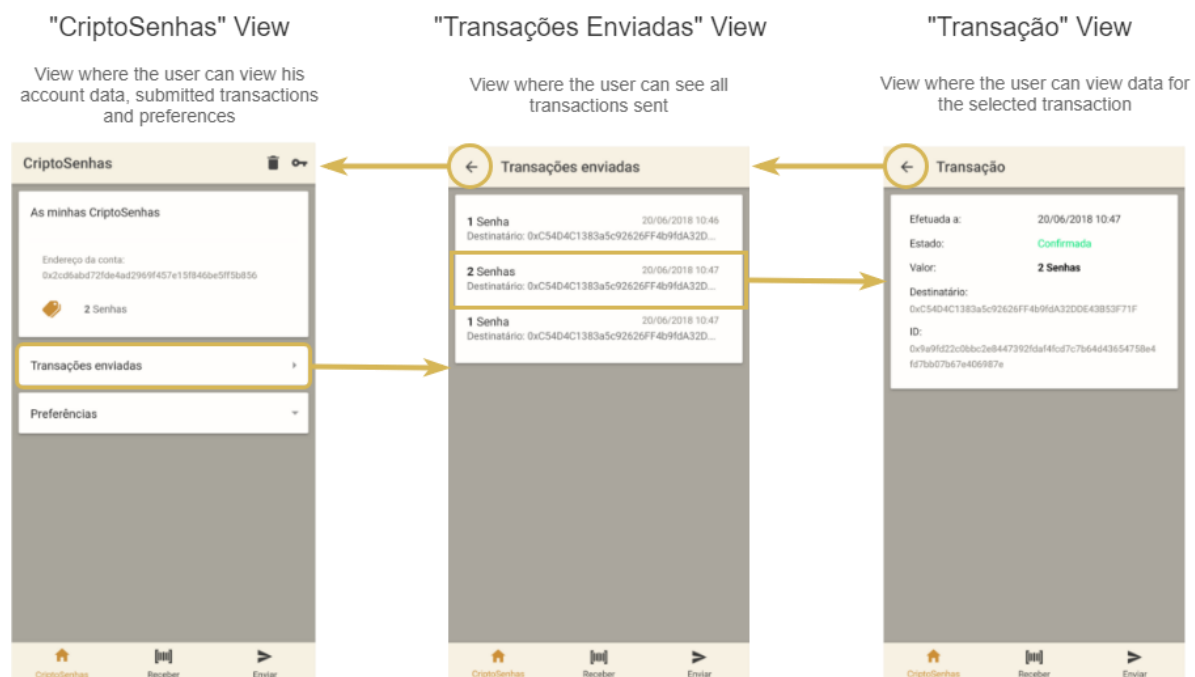 "CriptoSenhas" View
View where the user can view his
account data, submitted transactions
and preferences
CriptoSenhas
As minhas CriptoSenhas
Endereço da conta:
0x2cd6abd72fde4ad2969f457e15f846be5ff5b856
2 Senhas
Transações enviadas
Preferências
CriptoSenhas
Receber
Enviar
"Transações Enviadas" View
View where the user can see all
transactions sent
Transações enviadas
1 Senha
20/06/2018 10:46
Destinatário: 0xC54D4C1383a5c92626FF4b9fdA32D...
2 Senhas
20/06/2018 10:47
Destinatário: 0xC54D4C1383a5c92626FF4b9fdA32D...
1 Senha
20/06/2018 10:47
Destinatário: 0xC54D4C1383a5c92626FF4b9fdA32D...
CriptoSenhas
Receber
Enviar
"Transação" View
View where the user can view data for
the selected transaction
Transação
Efetuada a:
20/06/2018 10:47
Estado:
Confirmada
Valor:
2 Senhas
Destinatário:
0xC54D4C1383a5c92626FF4b9fdA32DDE43B53F71F
ID:
0x9a9fd22c0bbc2e8447392fdaf4fcd7c7b64d43654758e4
fd7bb07b67e406987e
CriptoSenhas
Receber
Enviar